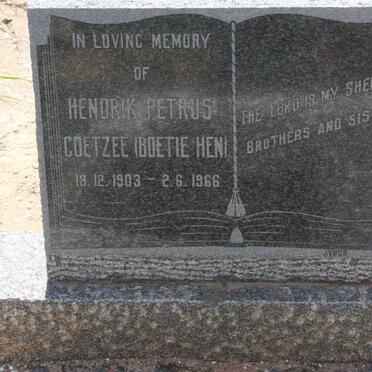 IN LOVING MEMORY
OF
HENDRIK PETRUS
COETZEE (BOETIE HEN)
18.12.1903 — 2.6.1966
THE LORD IS MY SHE
BROTHERS AND SIS